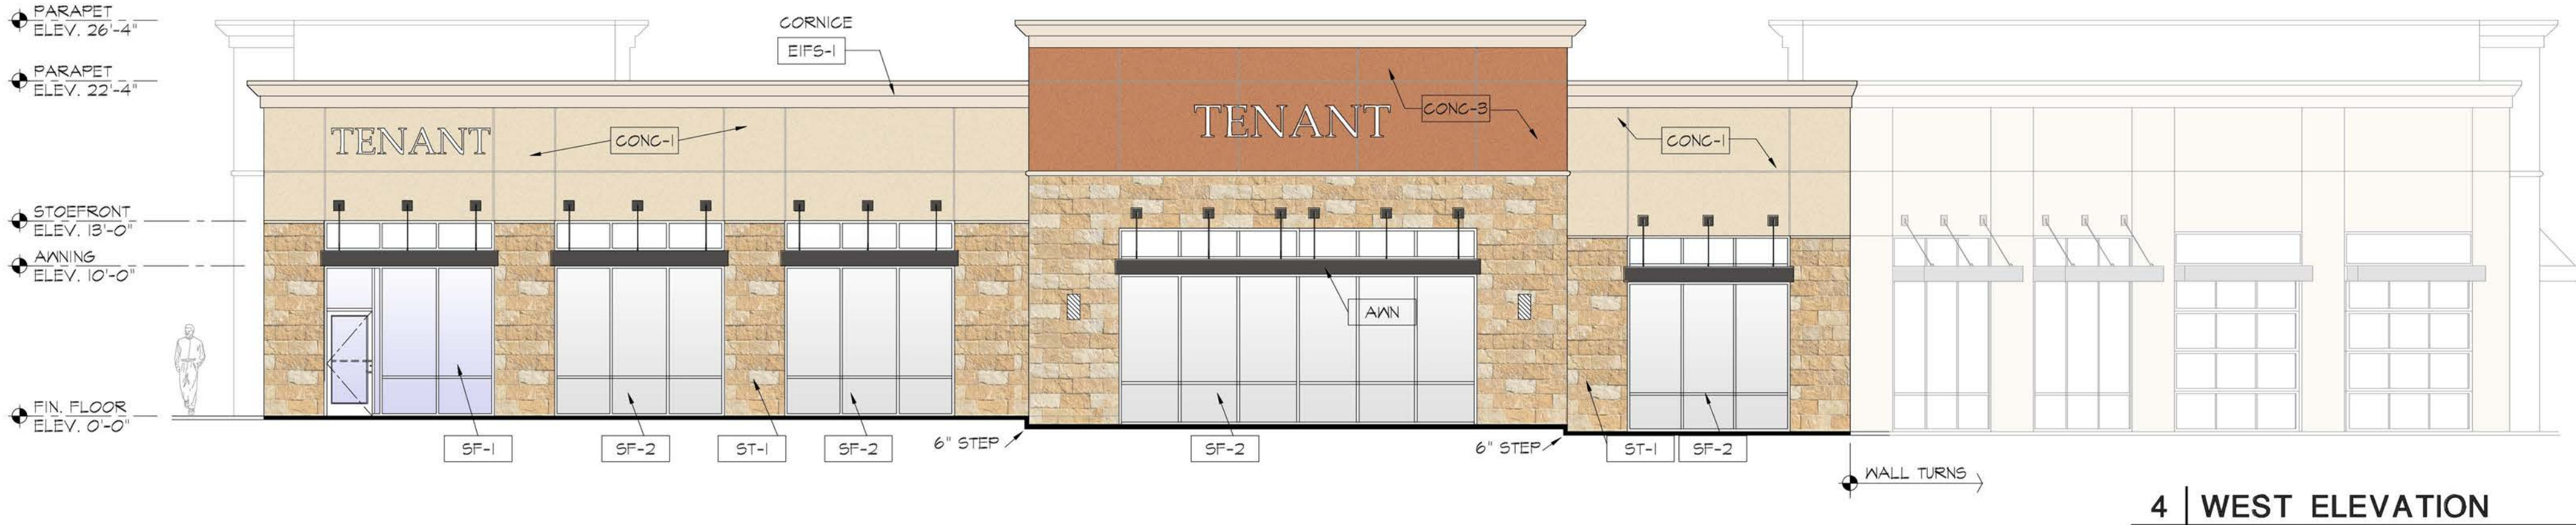 PARAPET
ELEV. 26'-4"
PARAPET
ELEV. 22'-4"
CORNICE
EIFS-1
TENANT
CONC-1
TENANT
CONC-3
CONC-1
STOEFRONT
ELEV. 13'-0"
AWNING
ELEV. 10'-0"
AWN
FIN. FLOOR
ELEV. 0'-0"
SF-1
SF-2
ST-1
SF-2
6" STEP
SF-2
6" STEP
ST-1
SF-2
WALL TURNS
4 WEST ELEVATION